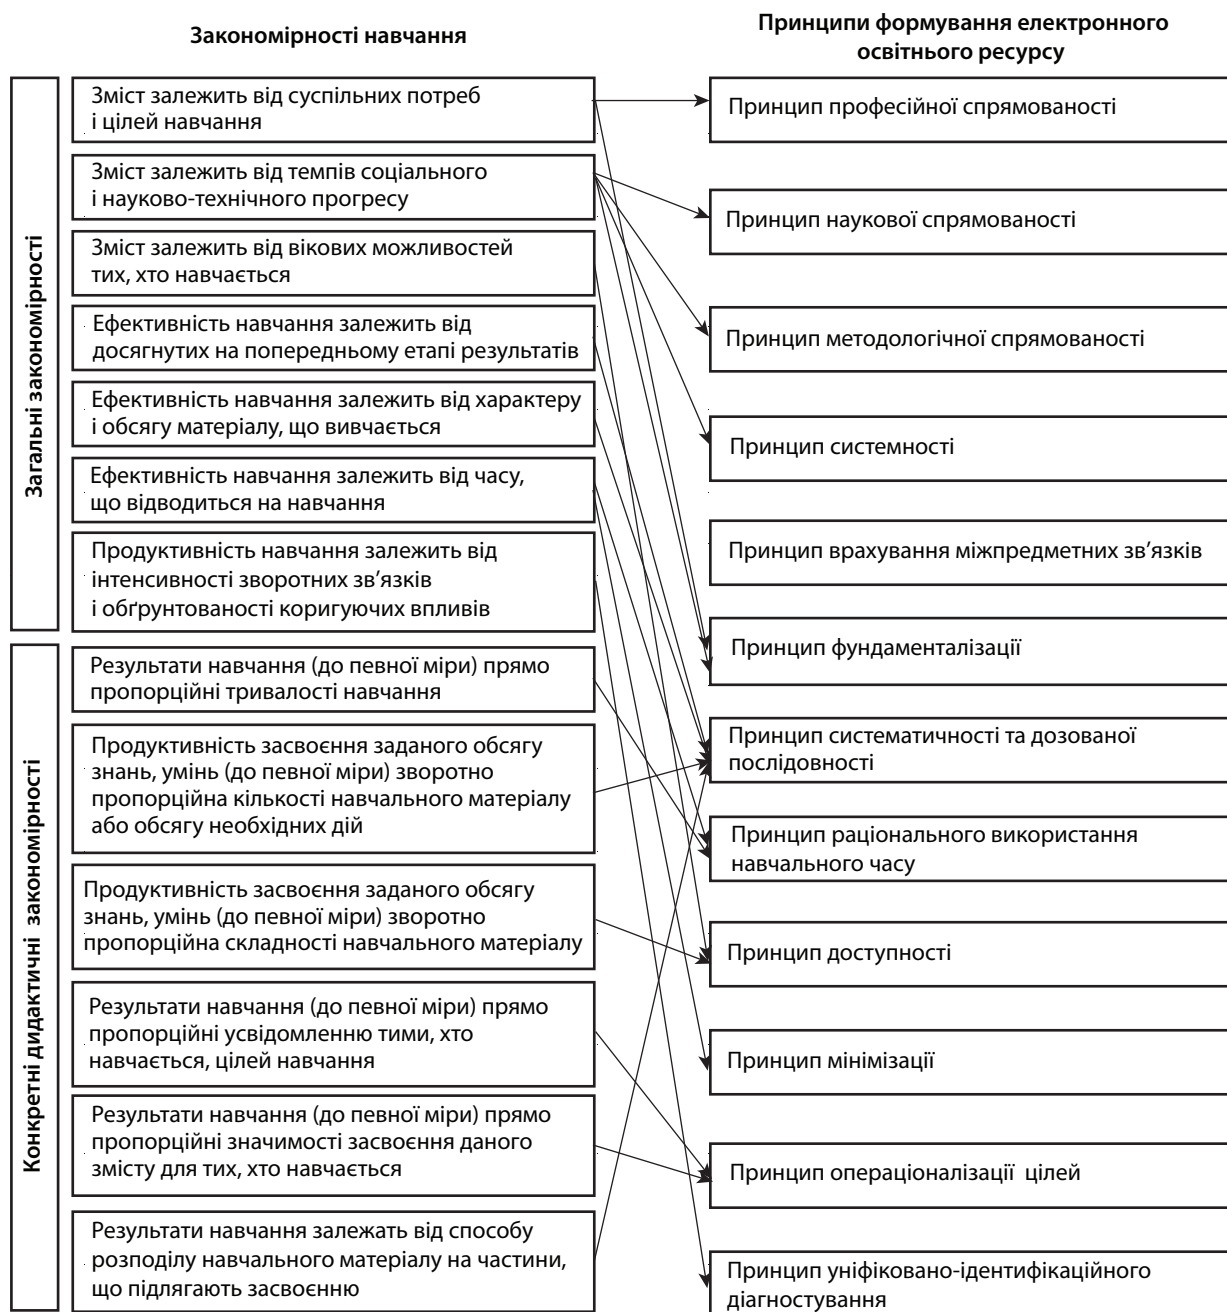 Закономірності навчання
Принципи формування електронного
освітнього ресурсу
Загальні закономірності
Зміст залежить від суспільних потреб
і цілей навчання
Зміст залежить від темпів соціального
і науково-технічного прогресу
Зміст залежить від вікових можливостей
тих, хто навчається
Ефективність навчання залежить від
досягнутих на попередньому етапі результатів
Ефективність навчання залежить від характеру
і обсягу матеріалу, що вивчається
Ефективність навчання залежить від часу,
що відводиться на навчання
Продуктивність навчання залежить від
інтенсивності зворотних зв'язків
і обґрунтованості коригуючих впливів
Конкретні дидактичні закономірності
Результати навчання (до певної міри) прямо
пропорційні тривалості навчання
Продуктивність засвоєння заданого обсягу
знань, умінь (до певної міри) зворотно
пропорційна кількості навчального матеріалу
або обсягу необхідних дій
Продуктивність засвоєння заданого обсягу
знань, умінь (до певної міри) зворотно
пропорційна складності навчального матеріалу
Результати навчання (до певної міри) прямо
пропорційні усвідомленню тими, хто
навчається, цілей навчання
Результати навчання (до певної міри) прямо
пропорційні значимості засвоєння даного
змісту для тих, хто навчається
Результати навчання залежать від способу
розподілу навчального матеріалу на частини,
що підлягають засвоєнню
Принцип професійної спрямованості
Принцип наукової спрямованості
Принцип методологічної спрямованості
Принцип системності
Принцип врахування міжпредметних зв'язків
Принцип фундаменталізації
Принцип систематичності та дозованої
послідовності
Принцип раціонального використання
навчального часу
Принцип доступності
Принцип мінімізації
Принцип операціоналізації цілей
Принцип уніфіковано-ідентифікаційного
діагностування